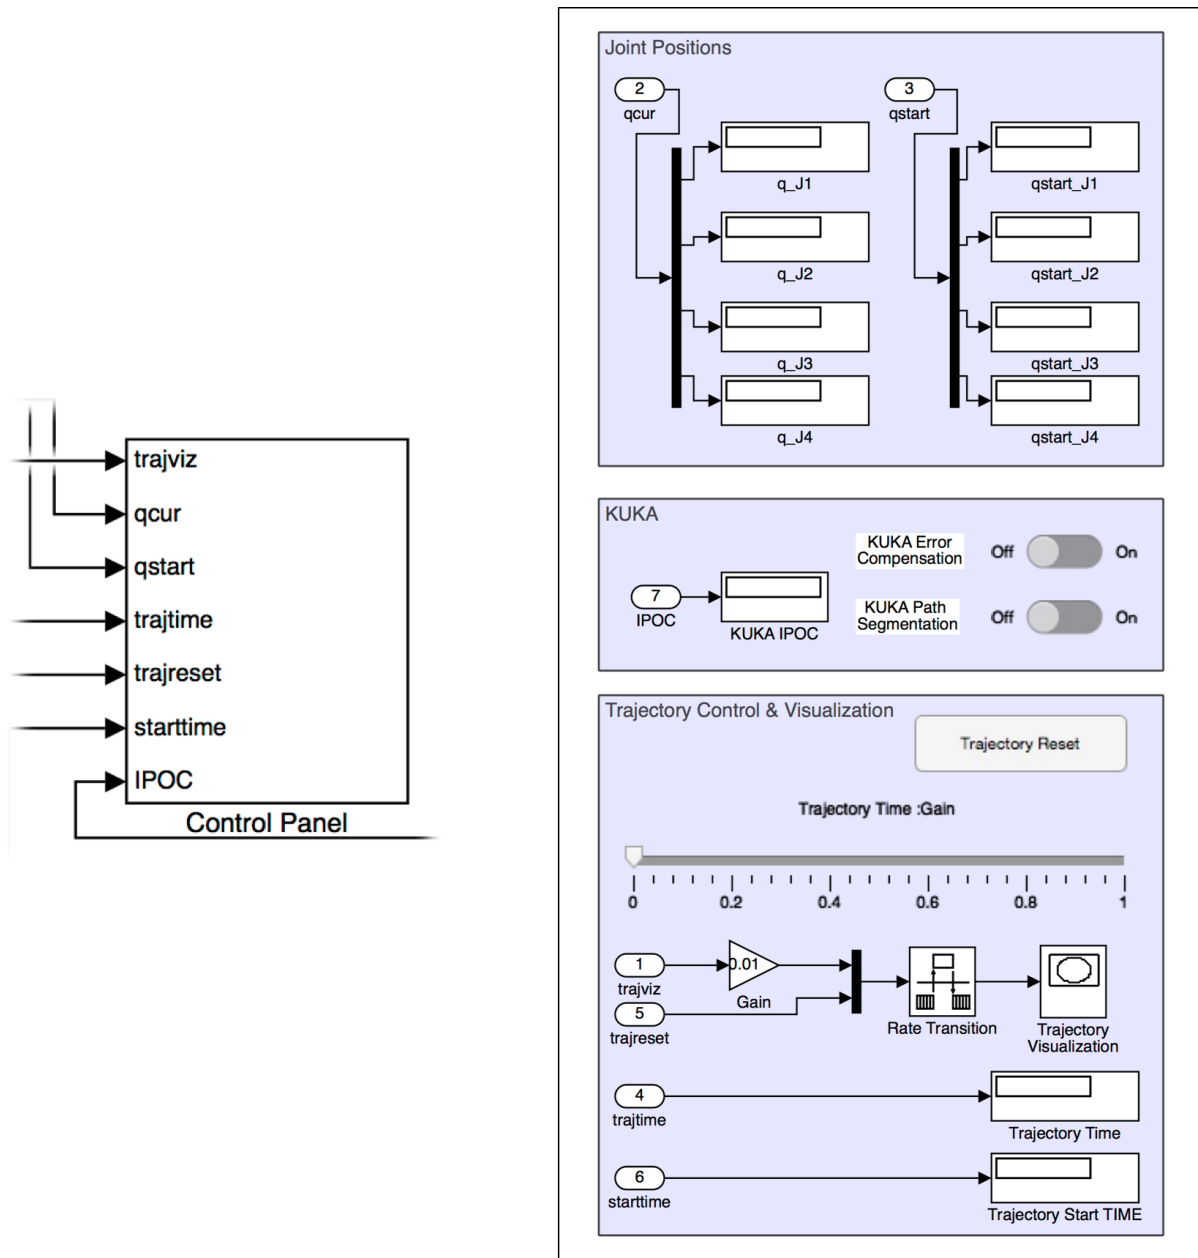 trajviz
qcur
qstart
trajtime
trajreset
starttime
IPOC
Control Panel
Joint Positions
2
qcur
3
qstart
q_J1
qstart_J1
q_J2
qstart_J2
q_J3
qstart_J3
q_J4
qstart_J4
KUKA
KUKA Error
Compensation
Off
On
7
IPOC
KUKA IPOC
KUKA Path
Segmentation
Off
On
Trajectory Control & Visualization
Trajectory Reset
Trajectory Time :Gain
0 0.2 0.4 0.6 0.8 1
1
trajviz
0.01
Gain
5
trajreset
Rate Transition
Trajectory
Visualization
4
trajtime
Trajectory Time
6
starttime
Trajectory Start TIME